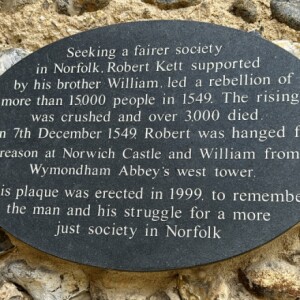 Seeking a fairer society
in Norfolk, Robert Kett supported
by his brother William, led a rebellion of
more than 15,000 people in 1549. The rising
was crushed and over 3,000 died.
n 7th December 1549, Robert was hanged f
reason at Norwich Castle and William from
Wymondham Abbey's west tower.
is plaque was erected in 1999, to remembe
the man and his struggle for a more
just society in Norfolk